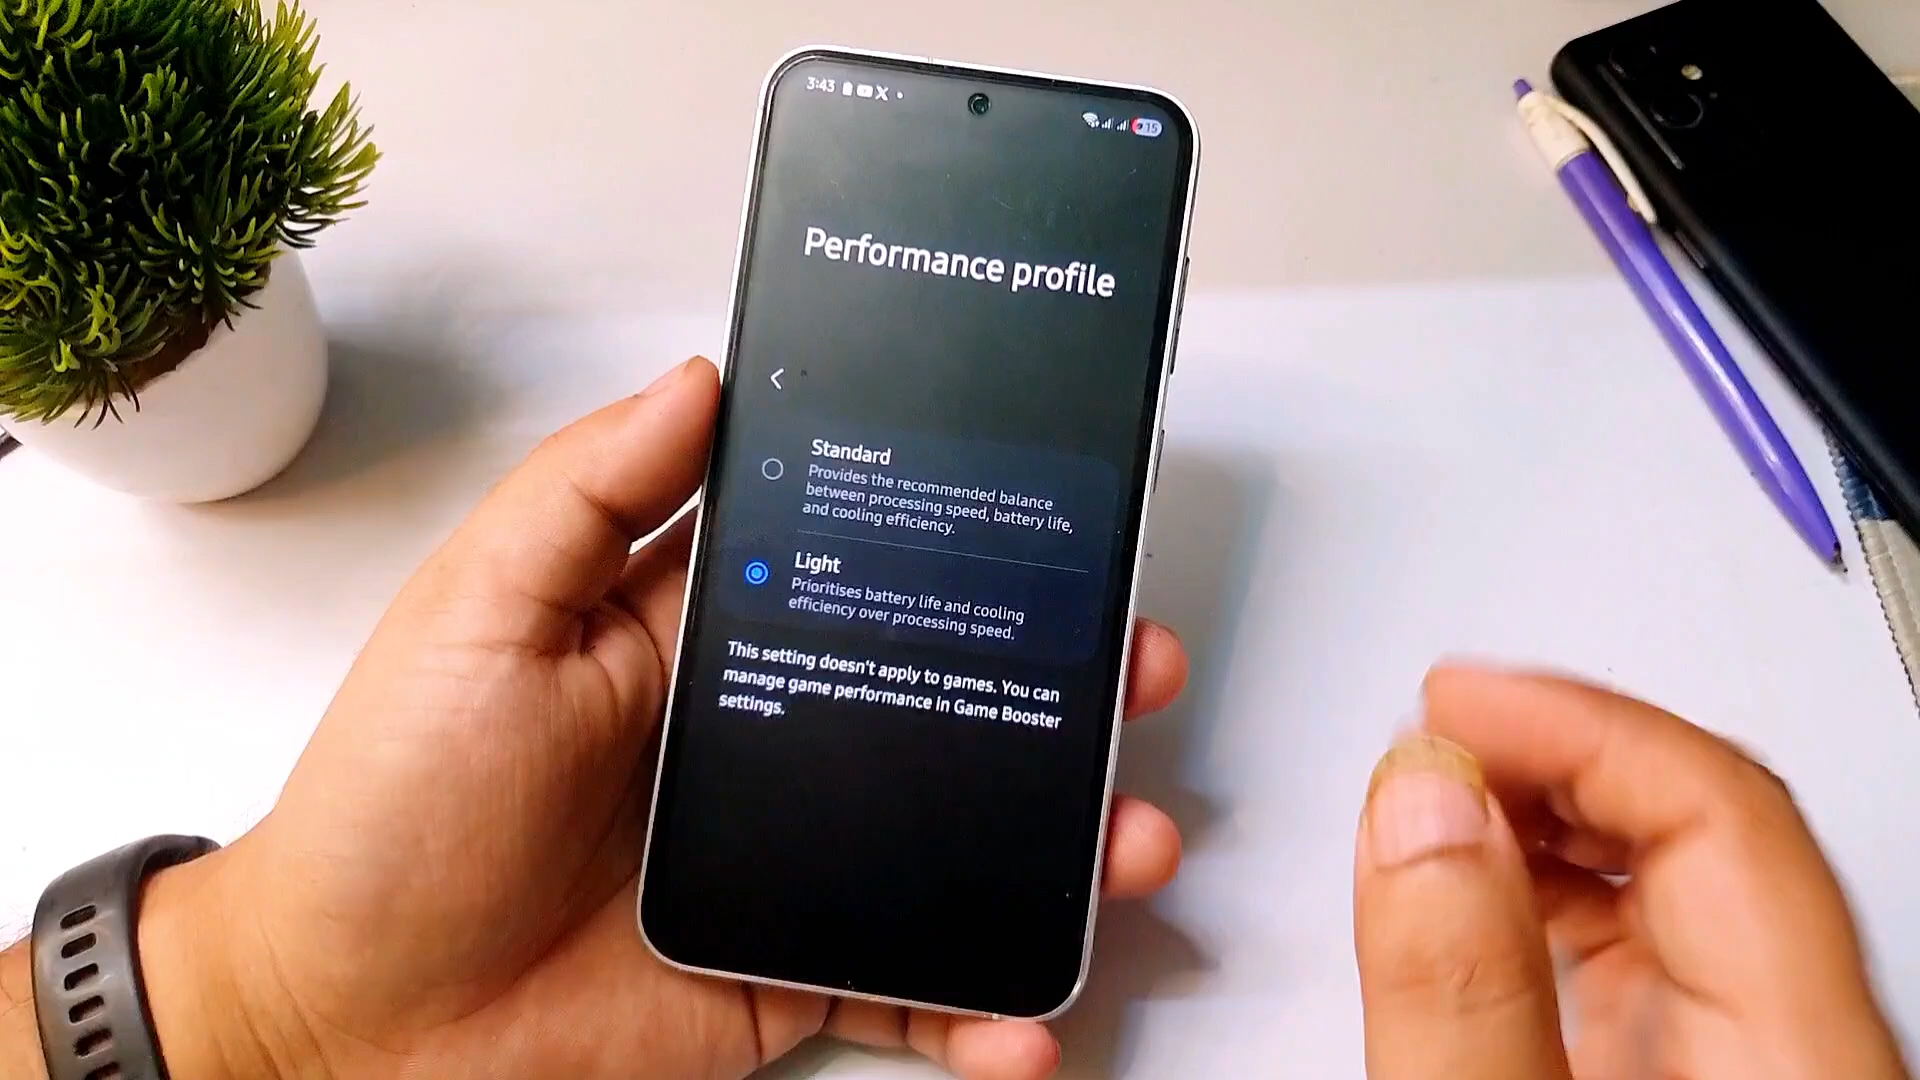 3:43
15
Performance profile
Standard
Provides the recommended balance
between processing speed, battery life,
and cooling efficiency.
Light
Prioritises battery life and cooling
efficiency over processing speed.
This setting doesn't apply to games. You can
manage game performance in Game Booster
settings.